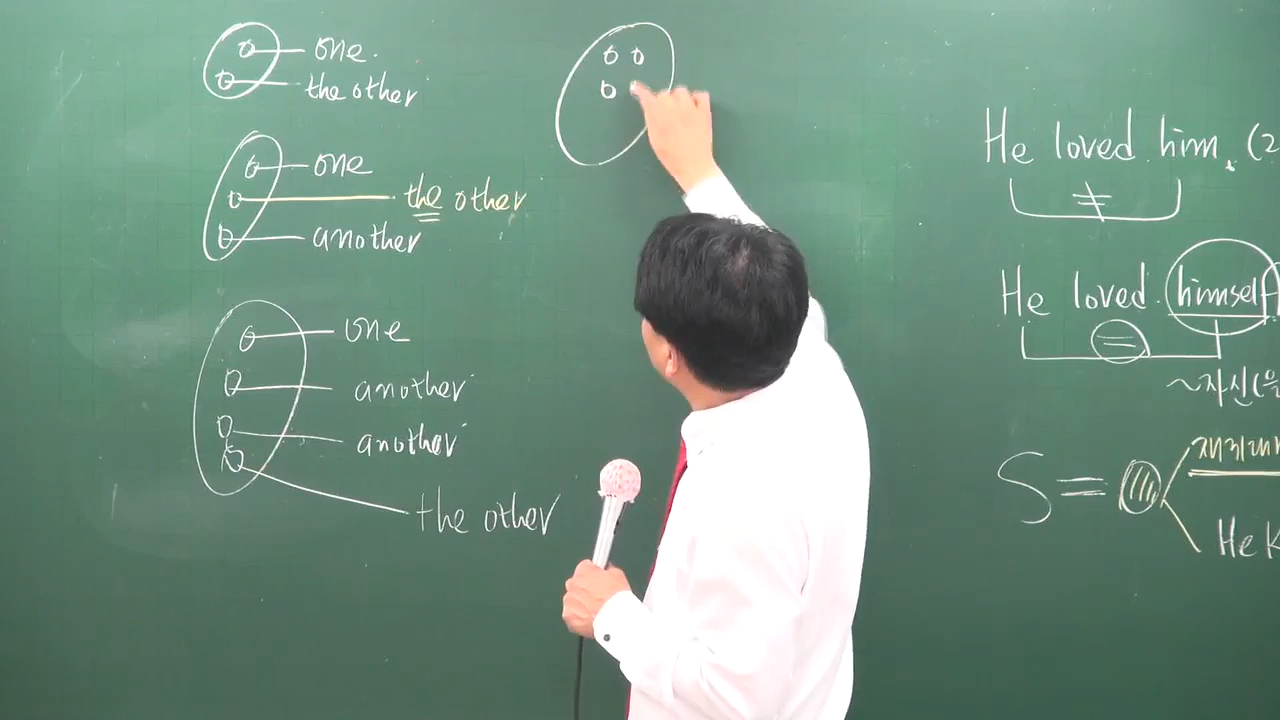 one.
the other
one
the other
another
one
another
another
the other
He loved him. (2
He loved himself
=
~자신(을
S =
He k